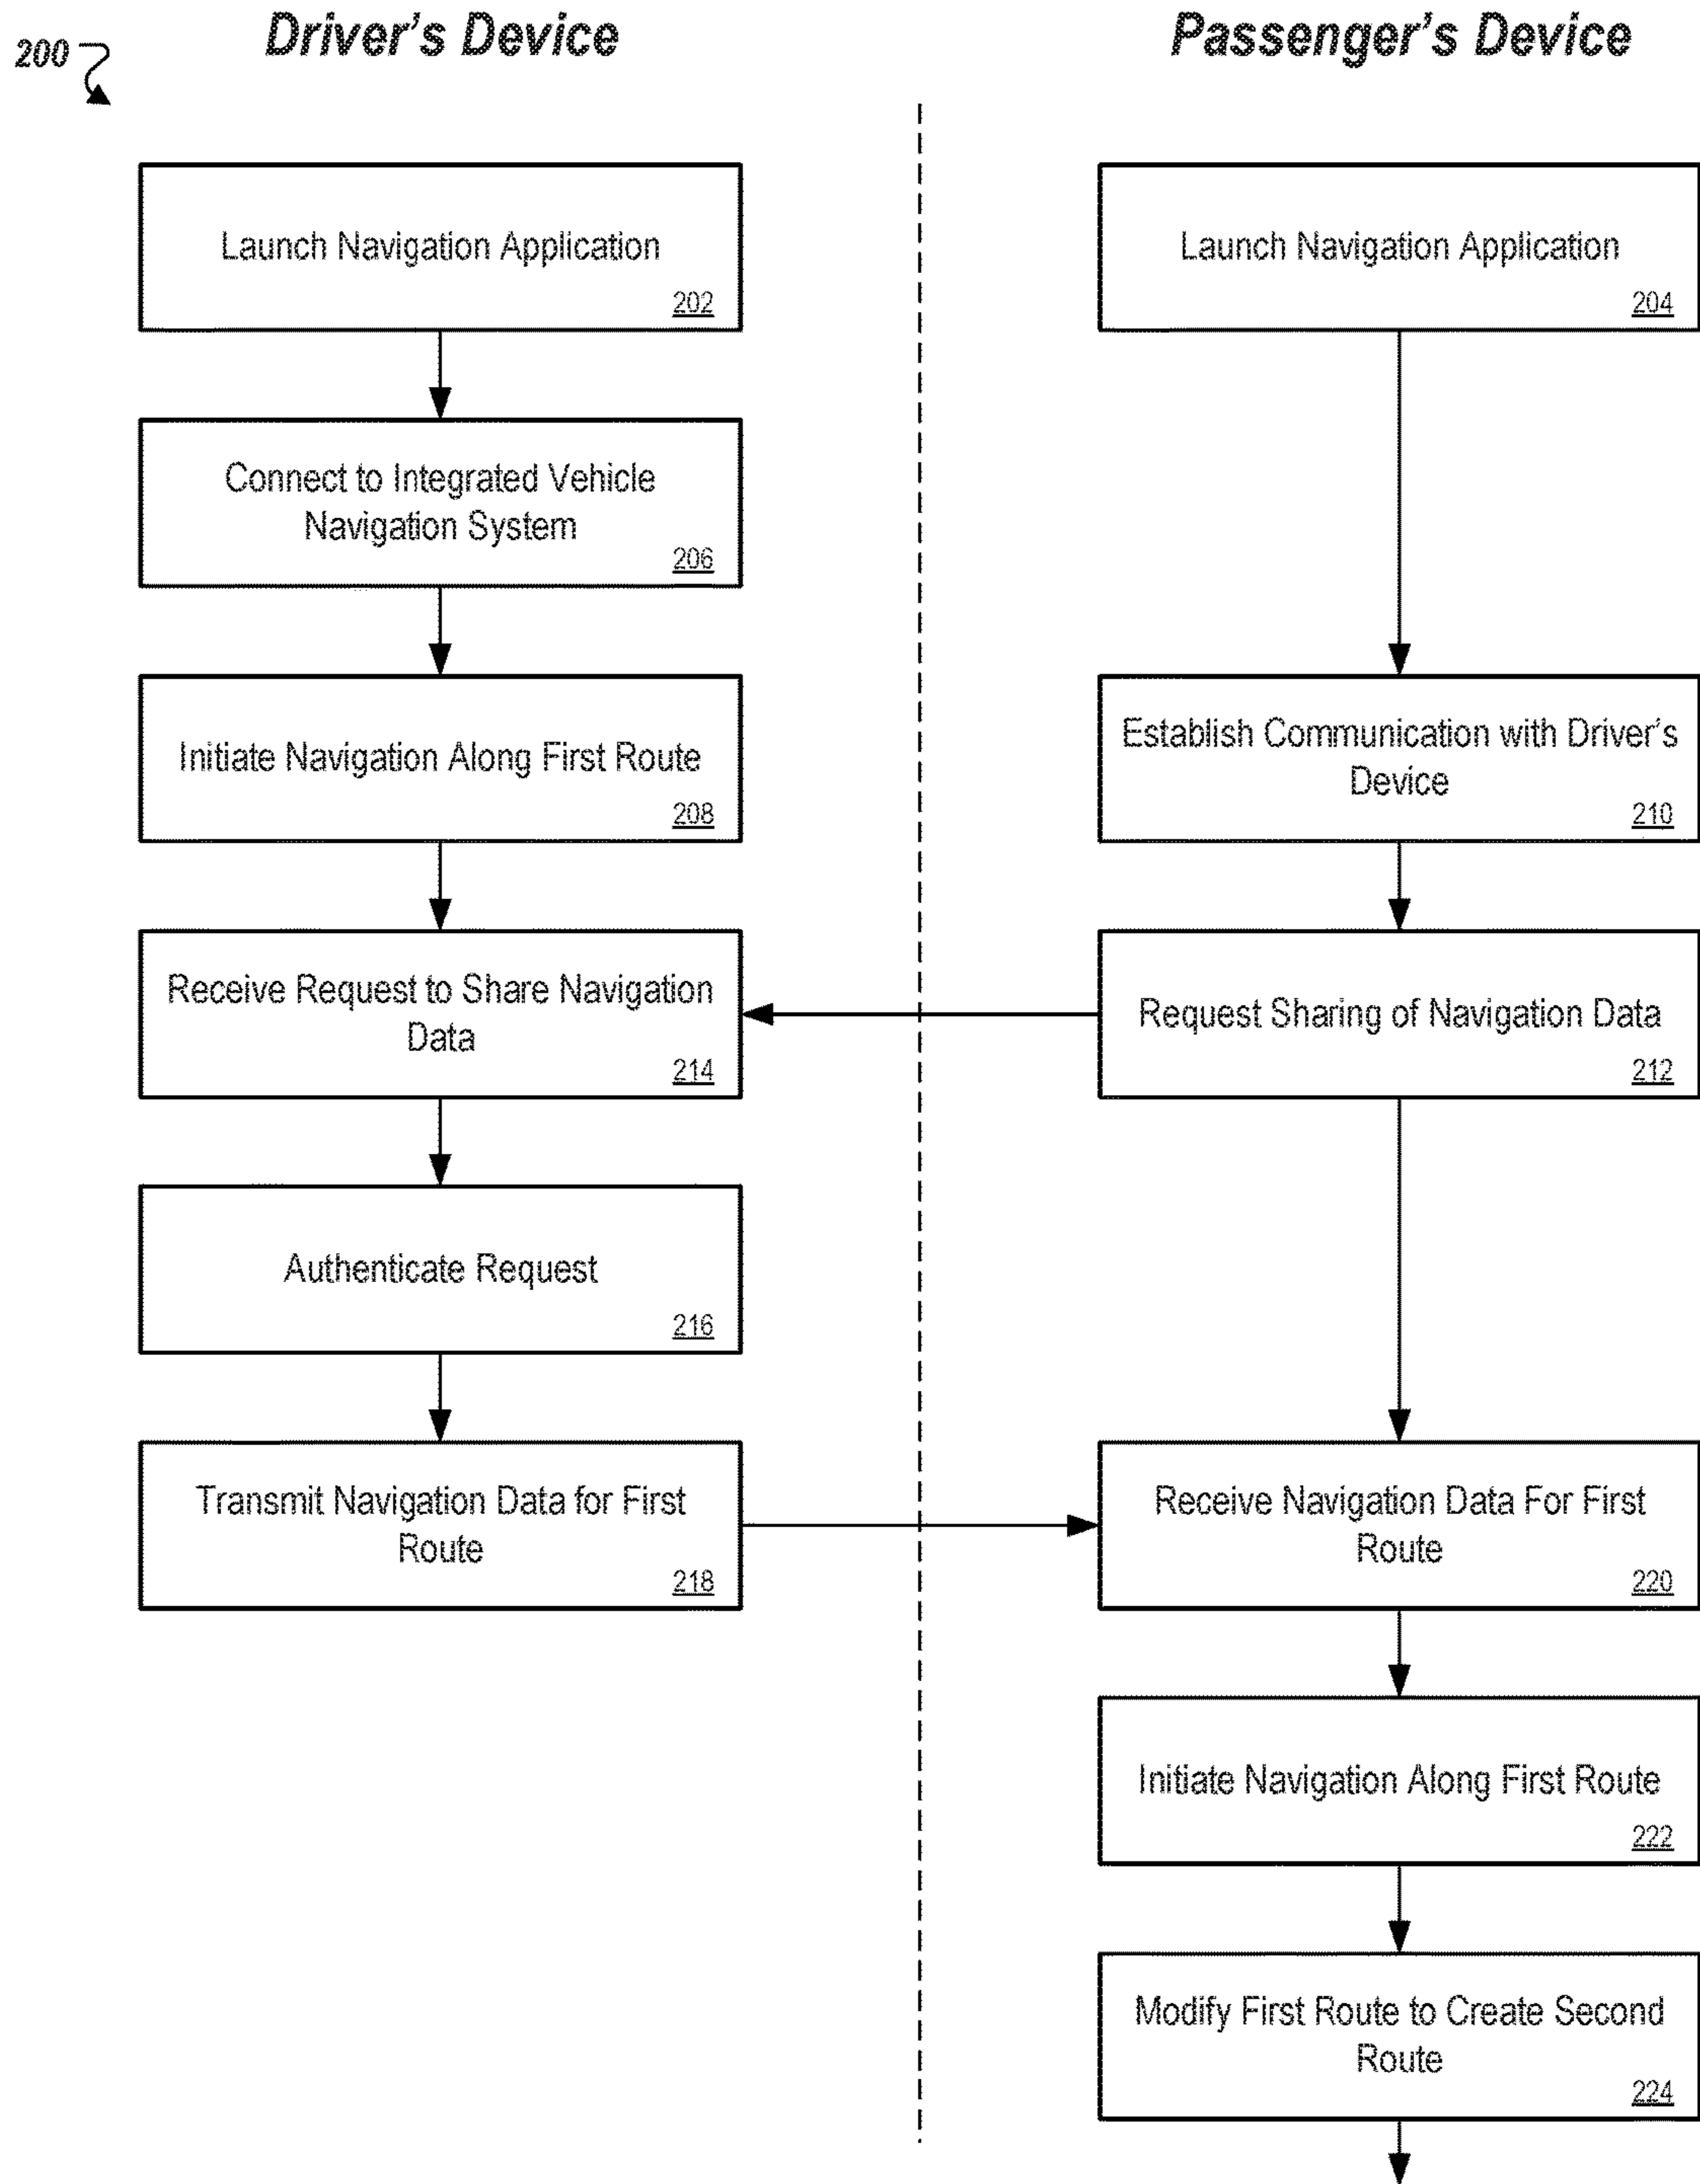 200
Driver's Device
Passenger's Device
Launch Navigation Application
202
Launch Navigation Application
204
Connect to Integrated Vehicle
Navigation System
206
Initiate Navigation Along First Route
208
Establish Communication with Driver's
Device
210
Receive Request to Share Navigation
Data
214
Request Sharing of Navigation Data
212
Authenticate Request
216
Transmit Navigation Data for First
Route
218
Receive Navigation Data For First
Route
220
Initiate Navigation Along First Route
222
Modify First Route to Create Second
Route
224